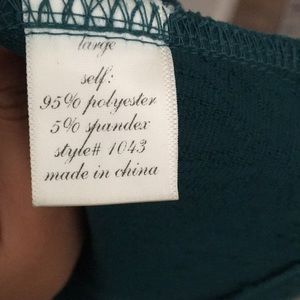 large
self:
95% polyester
5% spandex
style# 1043
made in china